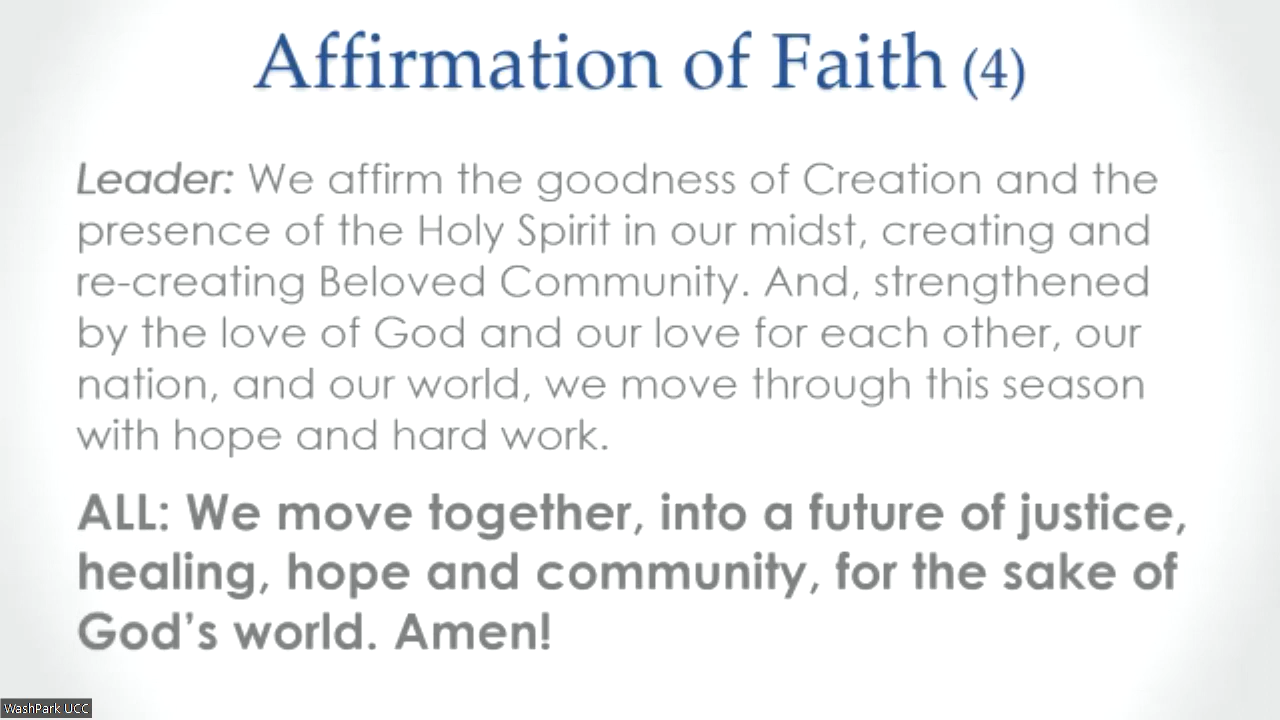 Affirmation of Faith (4)
Leader: We affirm the goodness of Creation and the
presence of the Holy Spirit in our midst, creating and
re-creating Beloved Community. And, strengthened
by the love of God and our love for each other, our
nation, and our world, we move through this season
with hope and hard work.
ALL: We move together, into a future of justice,
healing, hope and community, for the sake of
God’s world. Amen!
WashPark UCC